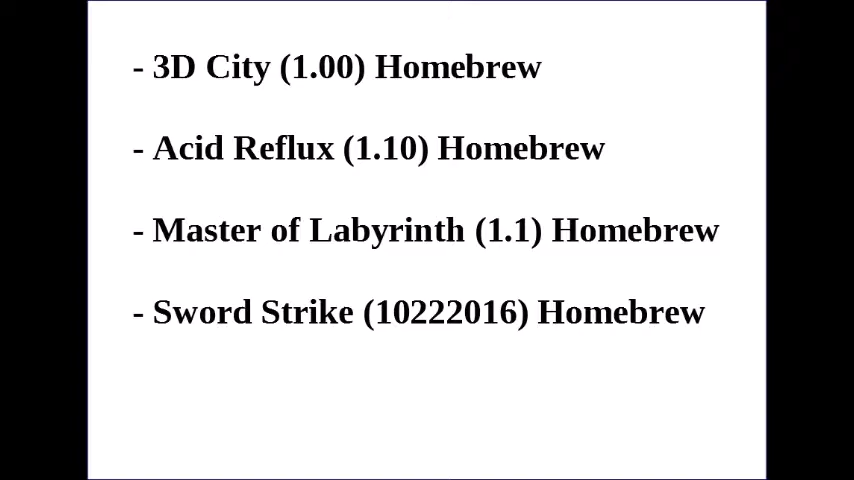 - 3D City (1.00) Homebrew
- Acid Reflux (1.10) Homebrew
- Master of Labyrinth (1.1) Homebrew
- Sword Strike (10222016) Homebrew